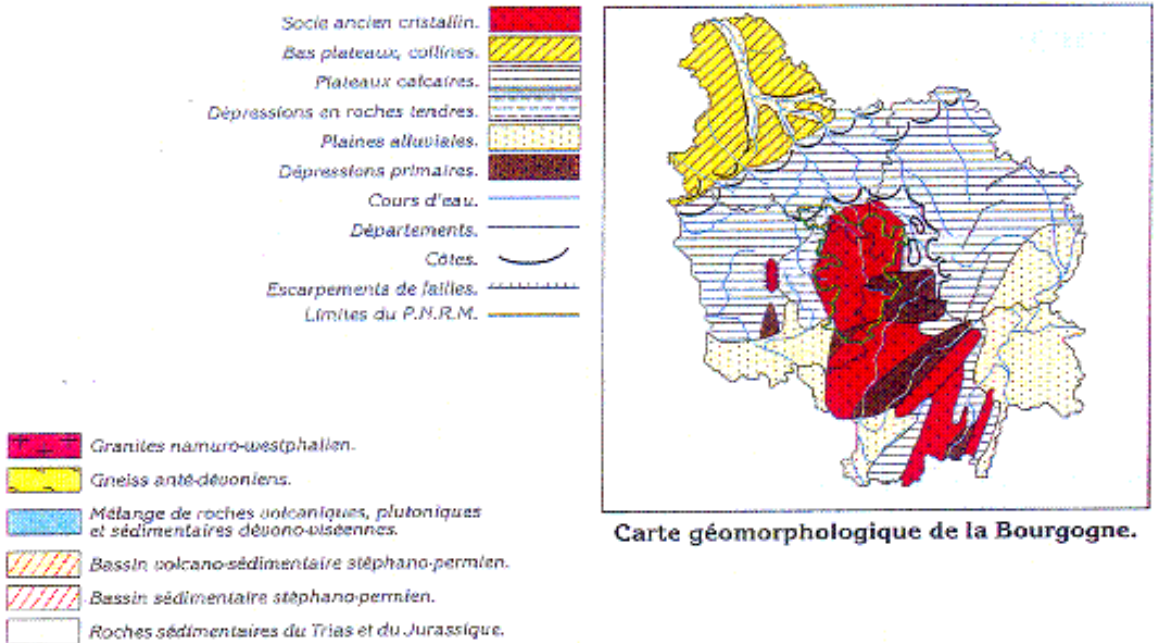 Socle ancien cristallin.
Bas plateaux, collines.
Plateaux calcaires.
Dépressions en roches tendres.
Plaines alluviales.
Dépressions primaires.
Cours d'eau.
Départements.
Côtes.
Escarpements de failles.
Limites du P.N.R.M.
Granites namuro-westphalien.
Gneiss anté-dévoniens.
Mélange de roches volcaniques, plutoniques
et sédimentaires dévono-viséennes.
Bassin volcano-sédimentaire stéphano-permien.
Bassin sédimentaire stéphano-permien.
Roches sédimentaires du Trias et du Jurassique.
Carte géomorphologique de la Bourgogne.